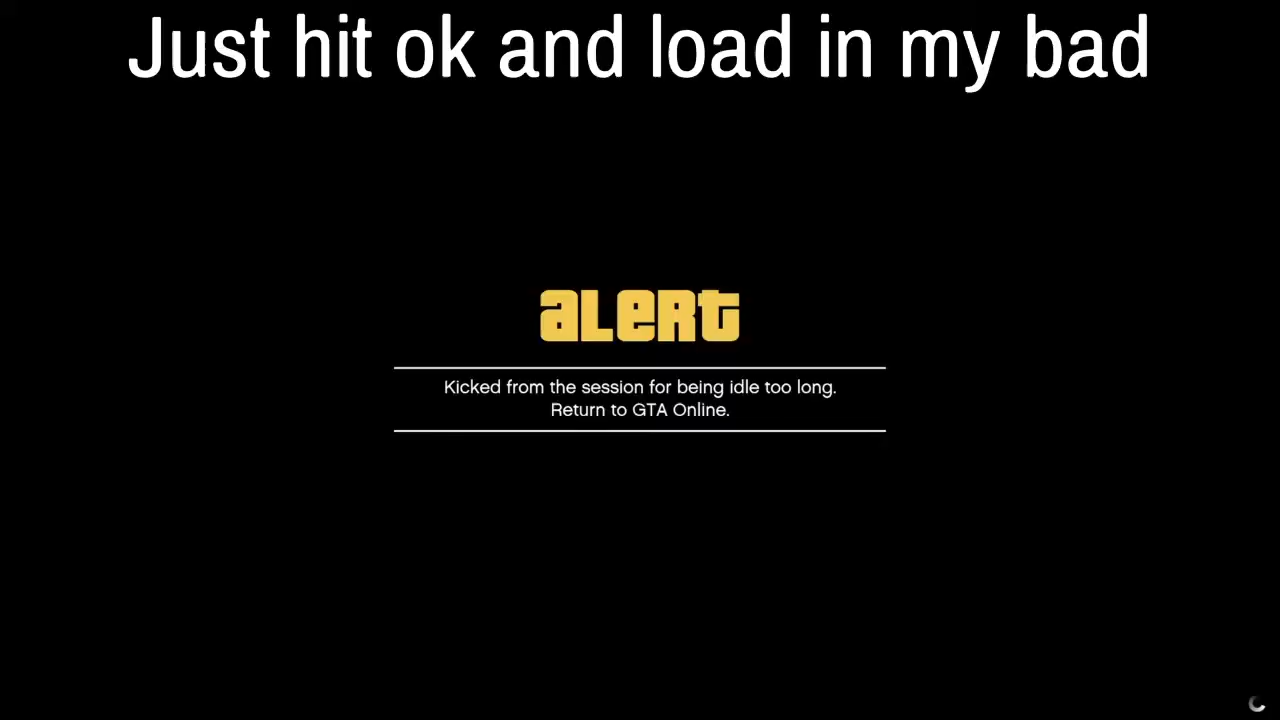 Just hit ok and load in my bad
aLeRt
Kicked from the session for being idle too long.
Return to GTA Online.